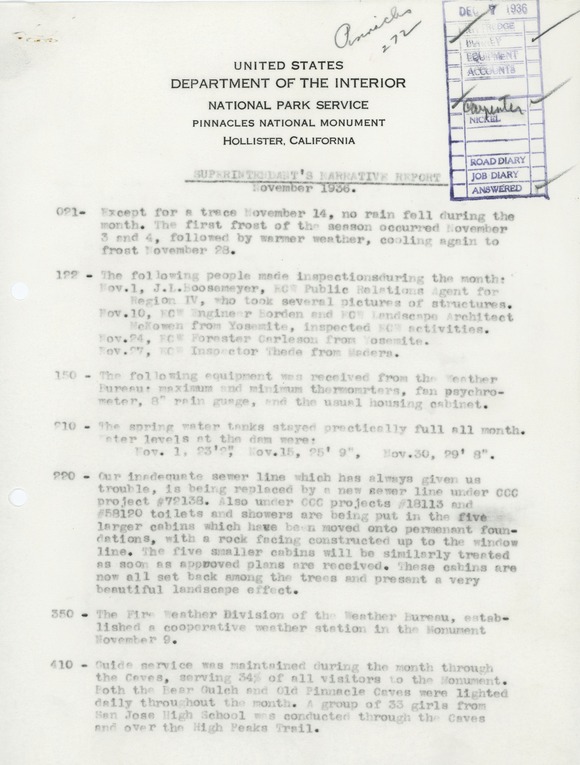 Pinnacles
272
DEC 7 1936
EQUIPMENT
ACCOUNTS
Carpenter
NICKEL
ROAD DIARY
JOB DIARY
ANSWERED
UNITED STATES
DEPARTMENT OF THE INTERIOR
NATIONAL PARK SERVICE
PINNACLES NATIONAL MONUMENT
HOLLISTER, CALIFORNIA
SUPERINTENDANT'S NARRATIVE REPORT
November 1936.
021- Except for a trace November 14, no rain fell during the
month. The first frost of the season occurred November
3 and 4, followed by warmer weather, cooling again to
frost November 28.
122 - The following people made inspectionsduring the month:
Nov.1, J.L.Boosemeyer, ECW Public Relations Agent for
Region IV, who took several pictures of structures.
Nov.10, ECW Engineer Borden and ECW Landscape Architect
McKowen from Yosemite, inspected ECW activities.
Nov.24, ECW Forester Carleson from Yosemite.
Nov.27, ECW Inspector Thede from Madera.
150 - The following equipment was received from the Weather
Bureau: maximum and minimum thermomrters, fan psychro-
meter, 8" rain guage, and the usual housing cabinet.
210 - The spring water tanks stayed practically full all month.
Water levels at the dam were:
Nov. 1, 23'2", Nov.15, 25' 9", Nov.30, 29' 8".
220 - Our inadequate sewer line which has always given us
trouble, is being replaced by a new sewer line under CCC
project #72138. Also under CCC projects #18113 and
#58120 toilets and showers are being put in the five
larger cabins which have been moved onto permenant foun-
dations, with a rock facing constructed up to the window
line. The five smaller cabins will be similarly treated
as soon as approved plans are received. These cabins are
now all set back among the trees and present a very
beautiful landscape effect.
350 - The Fire Weather Division of the Weather Bureau, estab-
lished a cooperative weather station in the Monument
November 9.
410 - Guide service was maintained during the month through
the Caves, serving 34% of all visitors to the Monument.
Both the Bear Gulch and Old Pinnacle Caves were lighted
daily throughout the month. A group of 33 girls from
San Jose High School was conducted through the Caves
and over the High Peaks Trail.